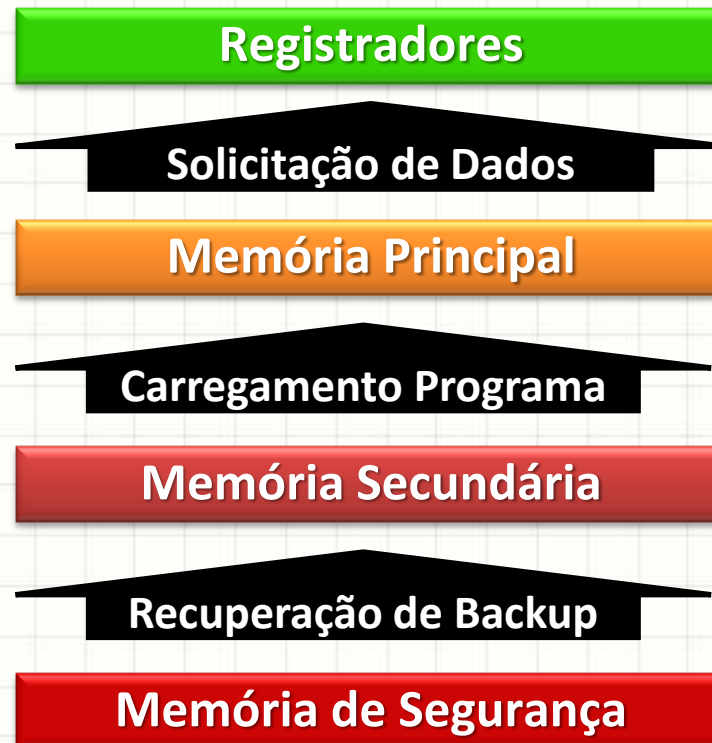 Registradores
Solicitação de Dados
Memória Principal
Carregamento Programa
Memória Secundária
Recuperação de Backup
Memória de Segurança